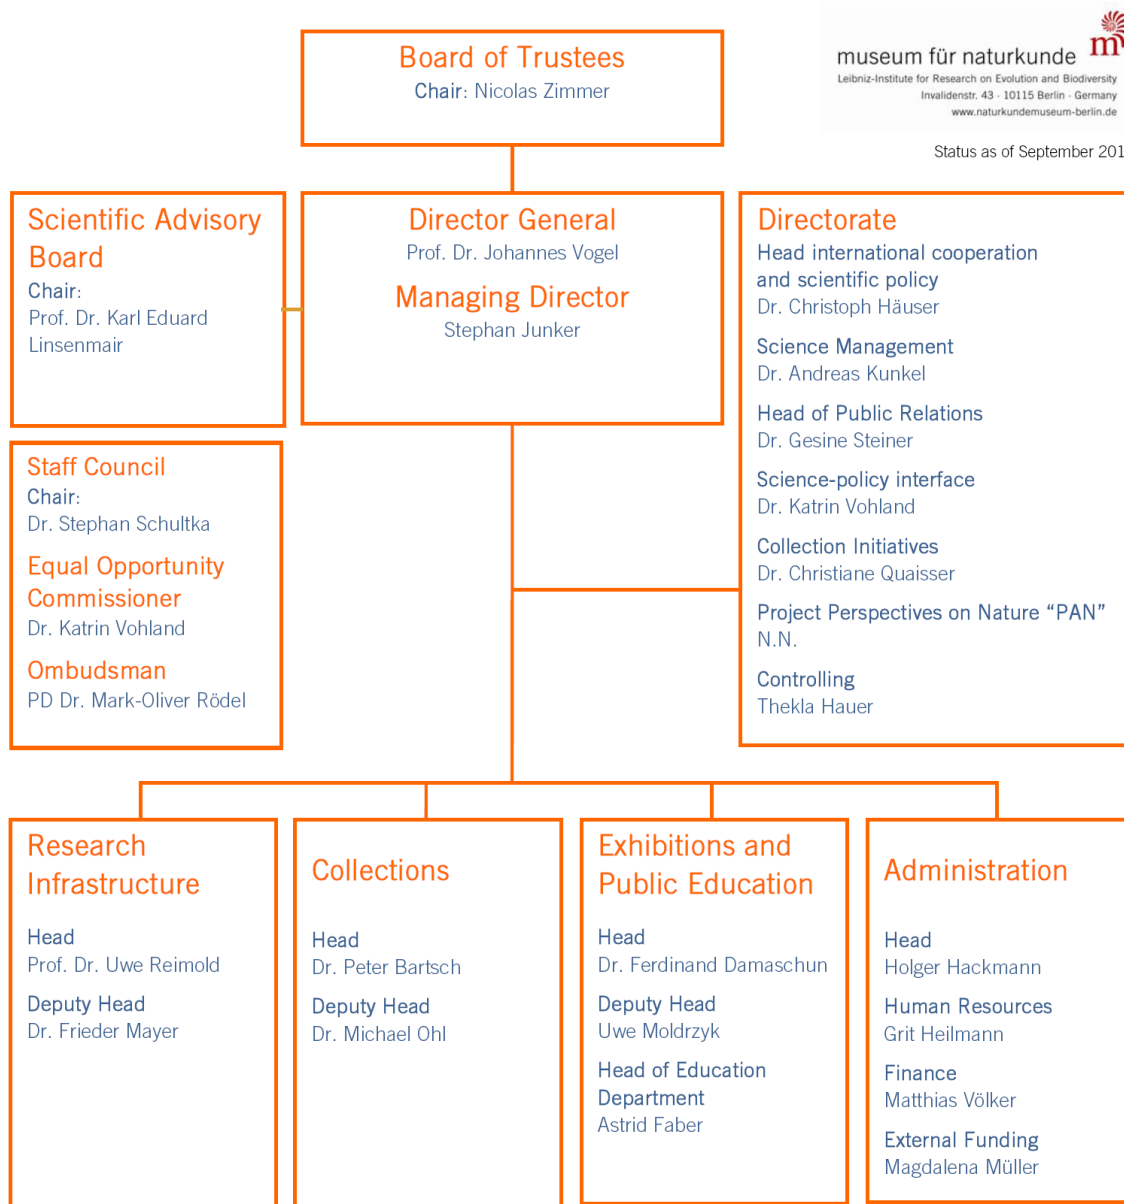 Board of Trustees
Chair: Nicolas Zimmer
museum für naturkunde
Leibniz-Institute for Research on Evolution and Biodiversity
Invalidenstr. 43 · 10115 Berlin · Germany
www.naturkundemuseum-berlin.de
Status as of September 201
Scientific Advisory
Board
Chair:
Prof. Dr. Karl Eduard
Linsenmair
Director General
Prof. Dr. Johannes Vogel
Managing Director
Stephan Junker
Directorate
Head international cooperation
and scientific policy
Dr. Christoph Häuser
Science Management
Dr. Andreas Kunkel
Head of Public Relations
Dr. Gesine Steiner
Science-policy interface
Dr. Katrin Vohland
Collection Initiatives
Dr. Christiane Quaisser
Project Perspectives on Nature “PAN”
N.N.
Controlling
Thekla Hauer
Staff Council
Chair:
Dr. Stephan Schultka
Equal Opportunity
Commissioner
Dr. Katrin Vohland
Ombudsman
PD Dr. Mark-Oliver Rödel
Research
Infrastructure
Head
Prof. Dr. Uwe Reimold
Deputy Head
Dr. Frieder Mayer
Collections
Head
Dr. Peter Bartsch
Deputy Head
Dr. Michael Ohl
Exhibitions and
Public Education
Head
Dr. Ferdinand Damaschun
Deputy Head
Uwe Moldrzyk
Head of Education
Department
Astrid Faber
Administration
Head
Holger Hackmann
Human Resources
Grit Heilmann
Finance
Matthias Völker
External Funding
Magdalena Müller